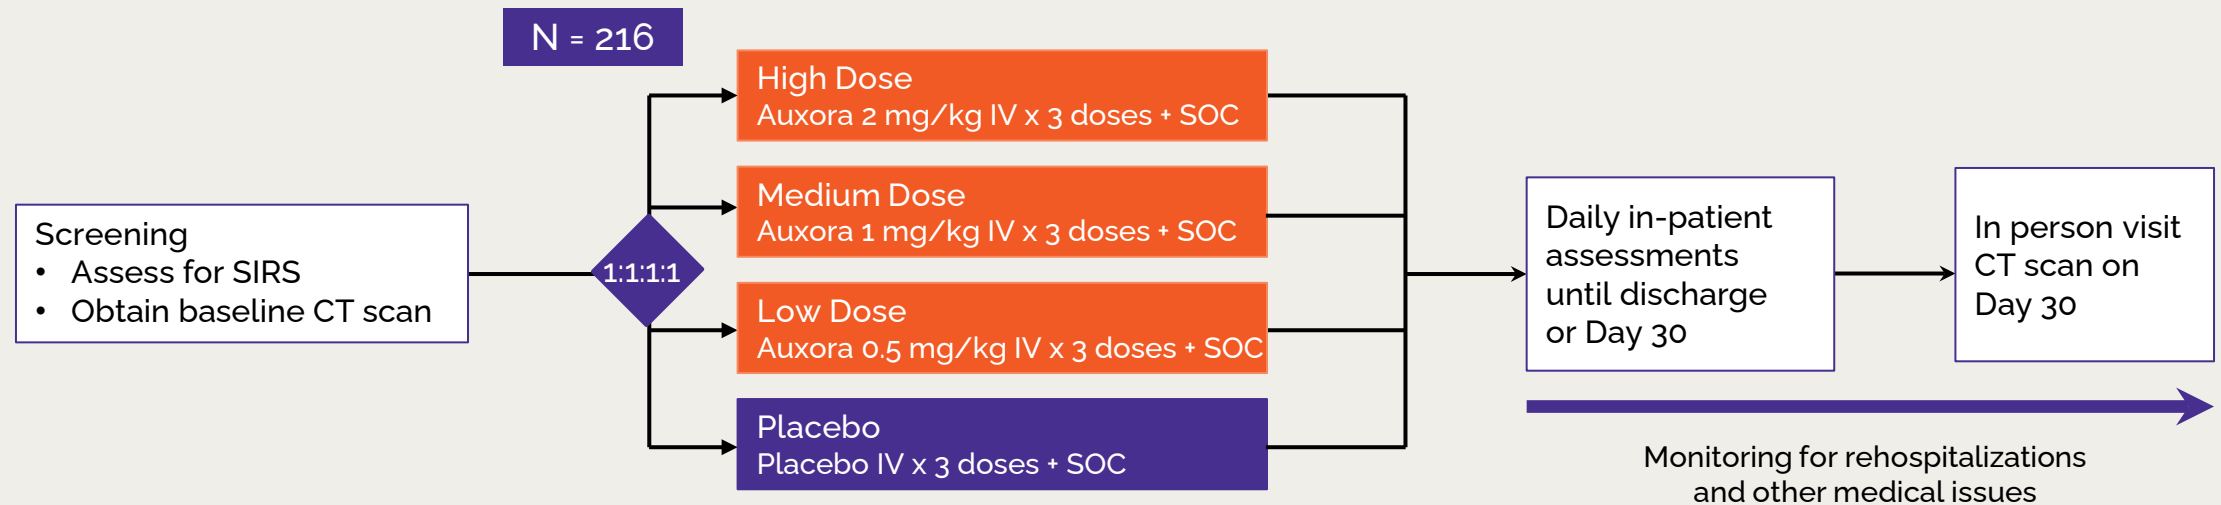 N = 216
Screening
• Assess for SIRS
• Obtain baseline CT scan
1:1:1:1
High Dose
Auxora 2 mg/kg IV x 3 doses + SOC
Medium Dose
Auxora 1 mg/kg IV x 3 doses + SOC
Low Dose
Auxora 0.5 mg/kg IV x 3 doses + SOC
Placebo
Placebo IV x 3 doses + SOC
Daily in-patient
assessments
until discharge
or Day 30
In person visit
CT scan on
Day 30
Monitoring for rehospitalizations
and other medical issues